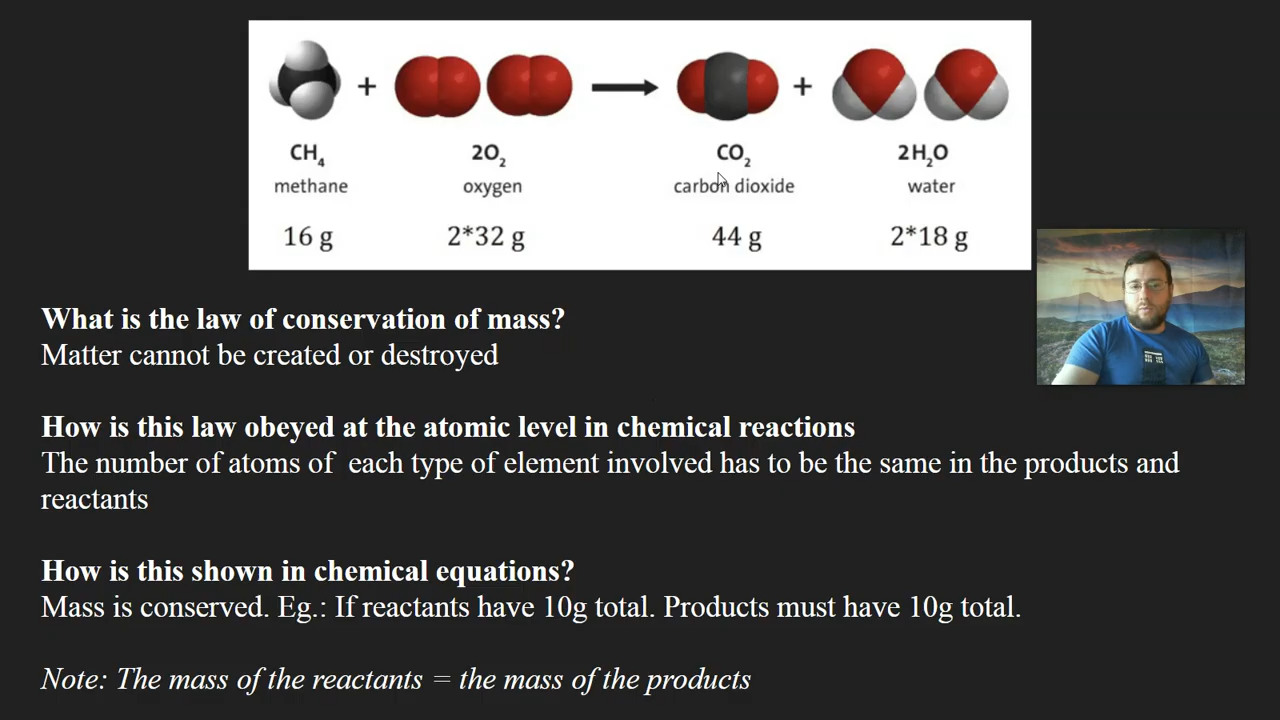 + + 
CH₄ 2O₂ CO₂ 2H₂O
methane oxygen carbon dioxide water
16 g 2*32 g 44 g 2*18 g
What is the law of conservation of mass?
Matter cannot be created or destroyed
How is this law obeyed at the atomic level in chemical reactions
The number of atoms of each type of element involved has to be the same in the products and
reactants
How is this shown in chemical equations?
Mass is conserved. Eg.: If reactants have 10g total. Products must have 10g total.
Note: The mass of the reactants = the mass of the products